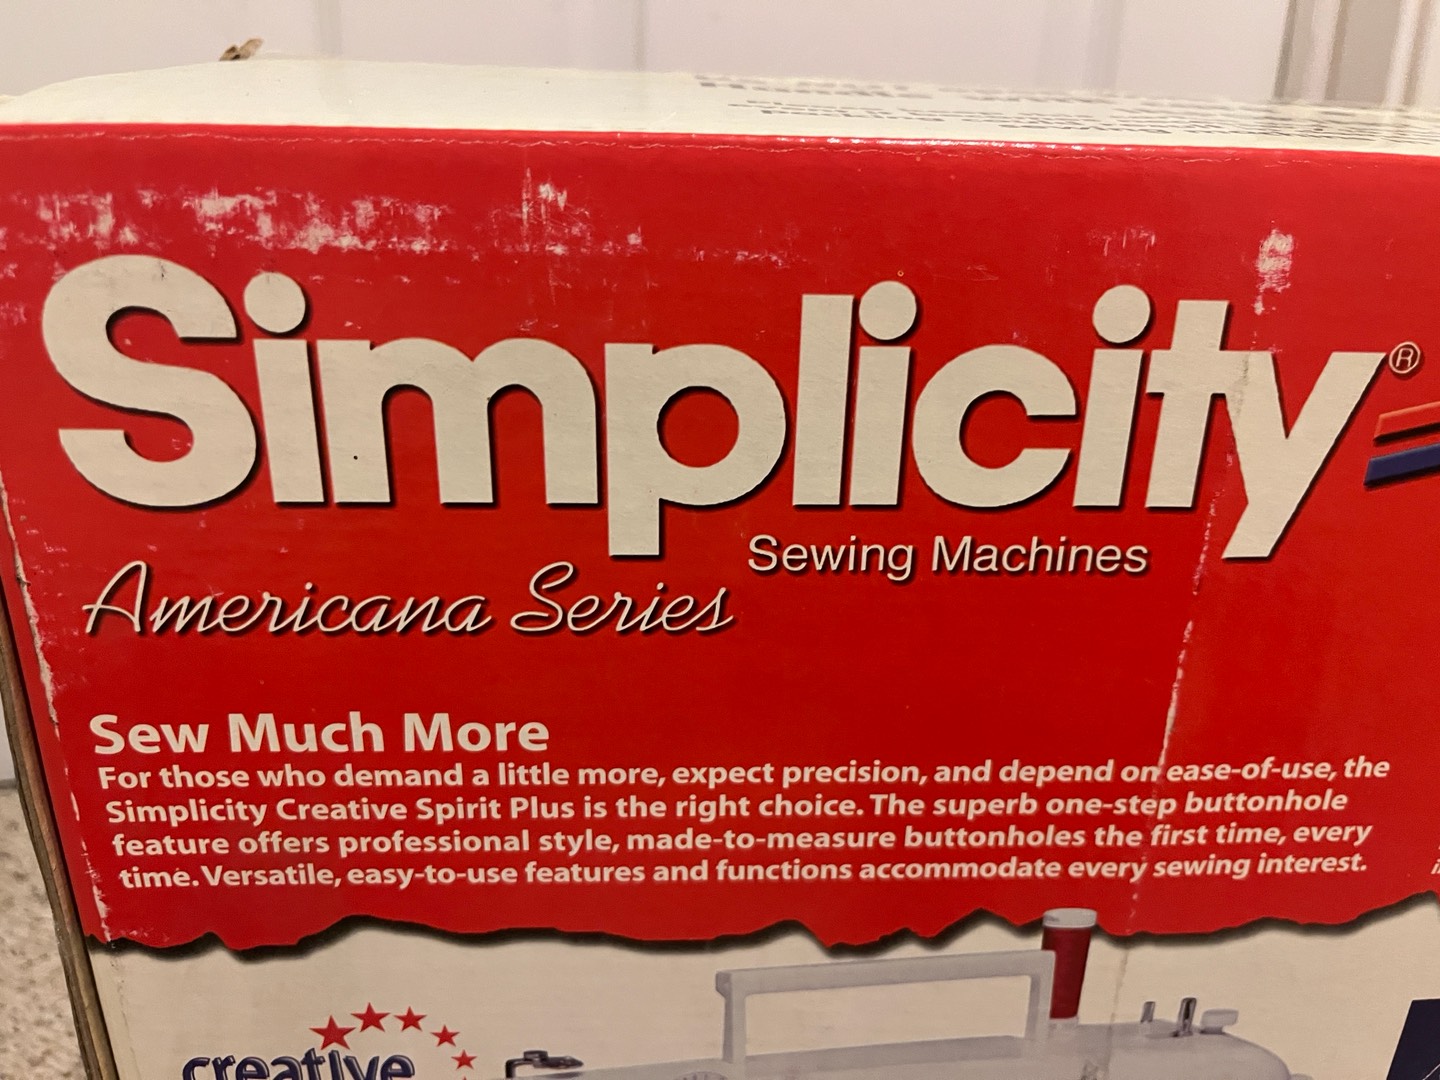 Simplicity®
Sewing Machines
Americana Series
Sew Much More
For those who demand a little more, expect precision, and depend on ease-of-use, the
Simplicity Creative Spirit Plus is the right choice. The superb one-step buttonhole
feature offers professional style, made-to-measure buttonholes the first time, every
time. Versatile, easy-to-use features and functions accommodate every sewing interest.
creative